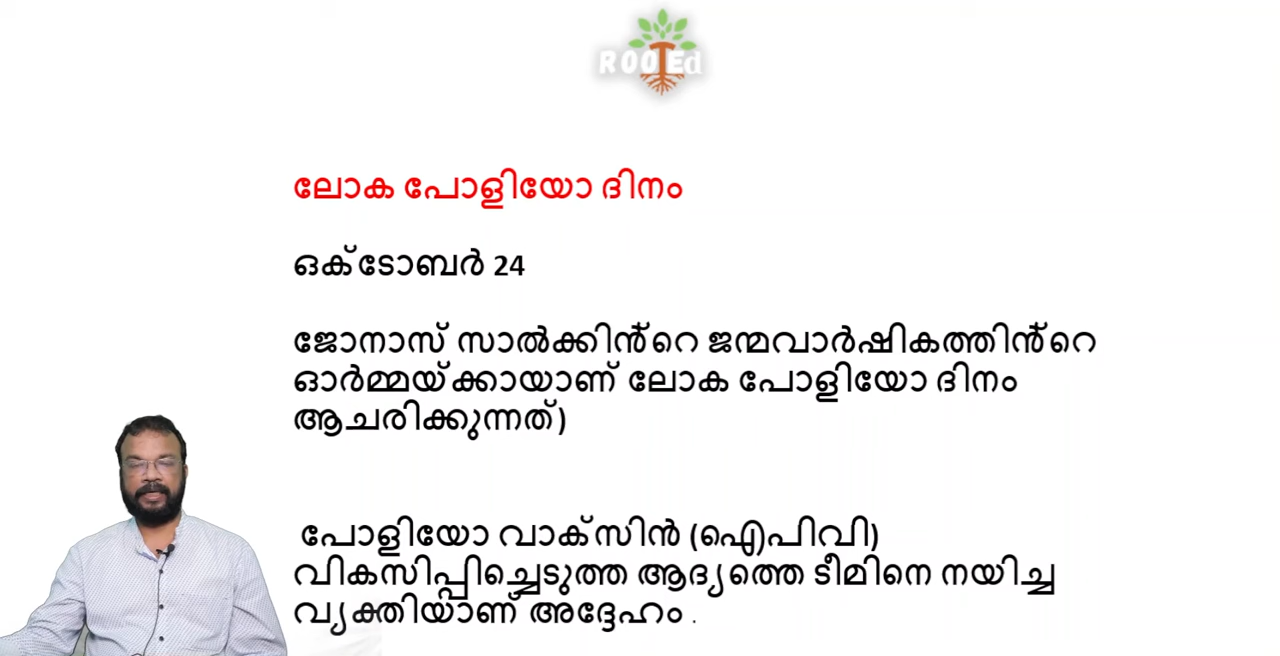 ROOTEd
ലോക പോളിയോ ദിനം
ഒക്ടോബർ 24
ജോനാസ് സാൽക്കിൻ്റെ ജന്മവാർഷികത്തിൻ്റെ
ഓർമ്മയ്ക്കായാണ് ലോക പോളിയോ ദിനം
ആചരിക്കുന്നത്)
പോളിയോ വാക്സിൻ (ഐപിവി)
വികസിപ്പിച്ചെടുത്ത ആദ്യത്തെ ടീമിനെ നയിച്ച
വ്യക്തിയാണ് അദ്ദേഹം .